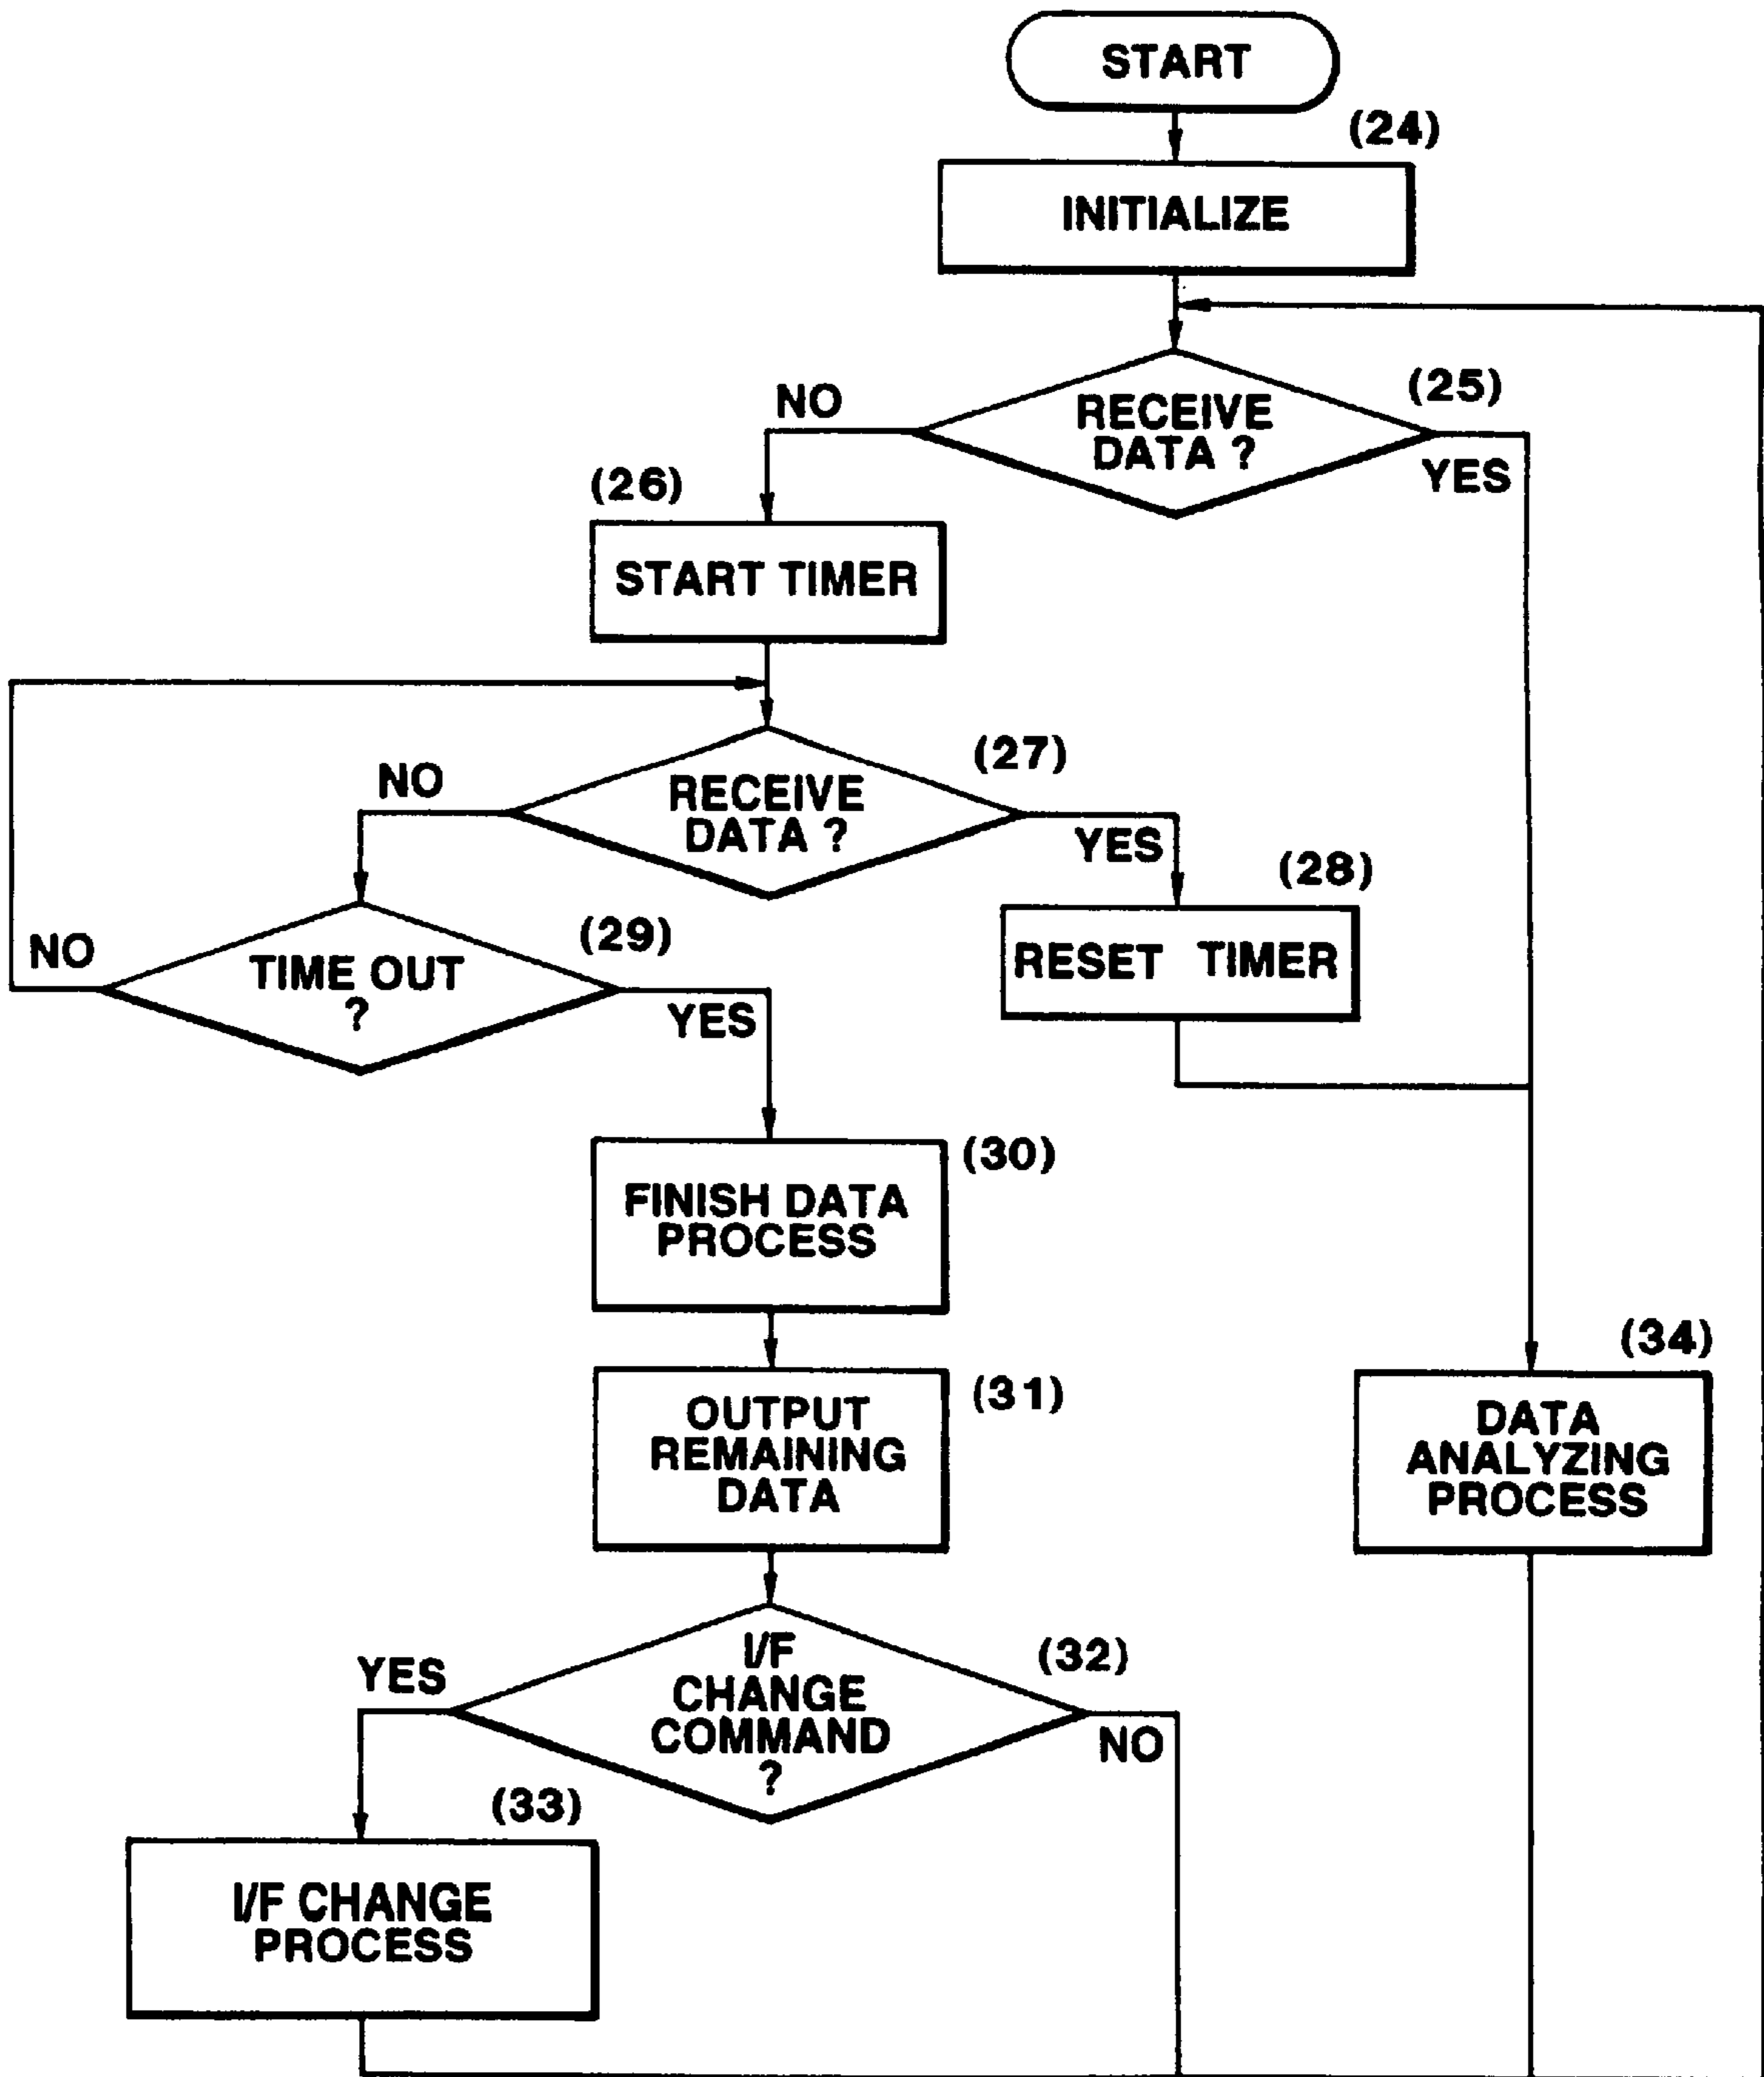 START
(24)
INITIALIZE
(25)
RECEIVE
DATA ?
NO
YES
(26)
START TIMER
(27)
RECEIVE
DATA ?
NO
YES
(28)
RESET TIMER
(29)
TIME OUT
?
NO
YES
(30)
FINISH DATA
PROCESS
(31)
OUTPUT
REMAINING
DATA
(34)
DATA
ANALYZING
PROCESS
(32)
I/F
CHANGE
COMMAND
?
YES
NO
(33)
I/F CHANGE
PROCESS